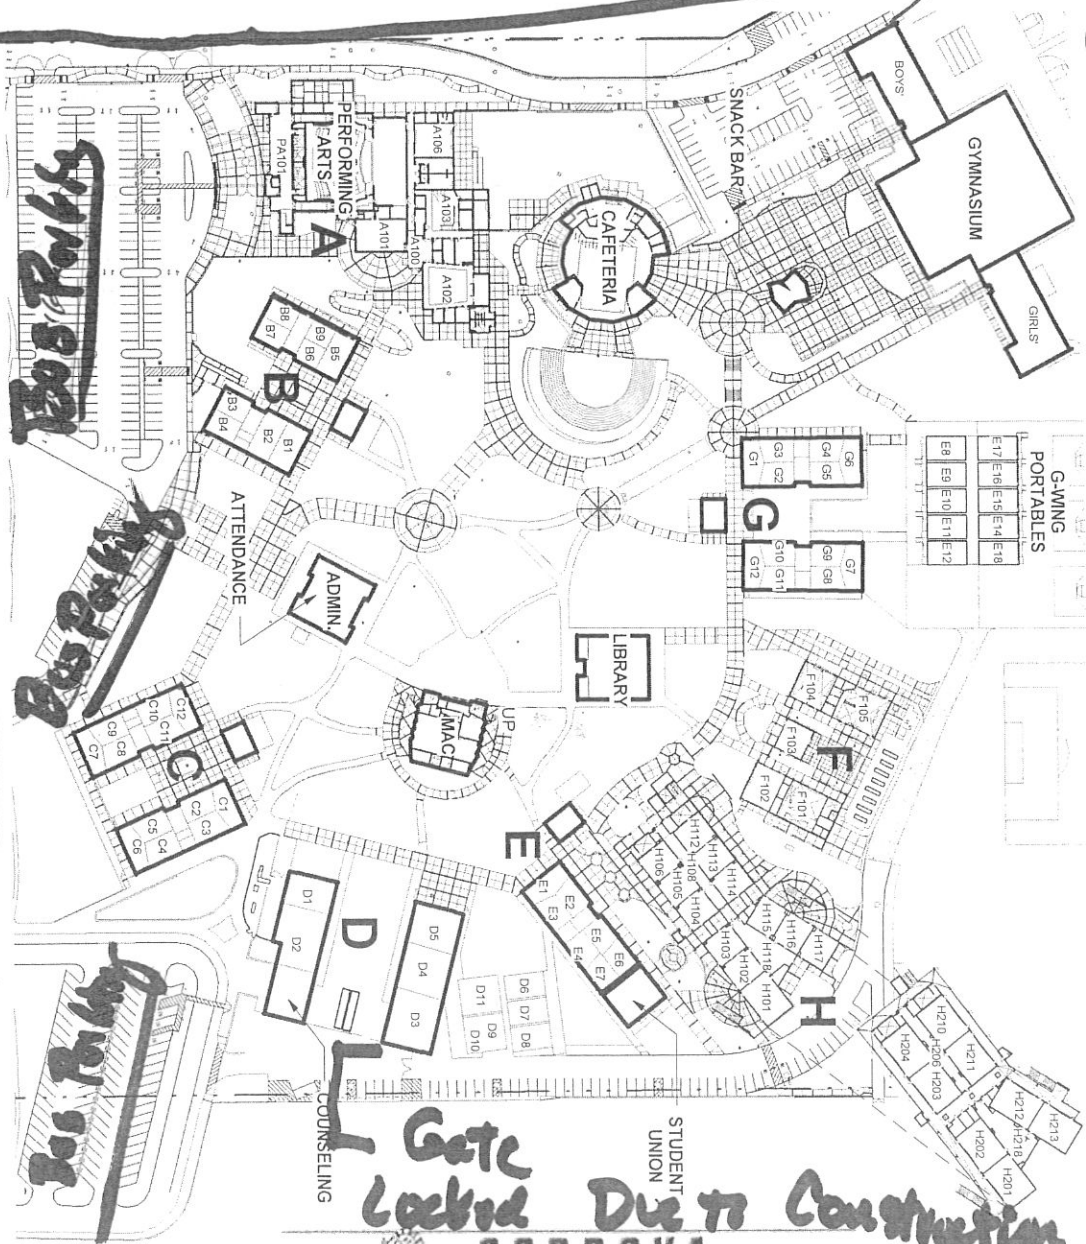 BOYS'
GYMNASIUM
GIRLS'
SNACK BAR
CAFETERIA
PERFORMING
ARTS
PA101
A106
A103
A101
A100
A102
A
B8
B7
B9
B6
B5
B
B3
B4
B2
B1
ATTENDANCE
ADMIN.
G1
G3
G2
G4
G5
G6
G
G12
G10
G11
G9
G8
G7
G-WING
PORTABLES
E17
E16
E15
E14
E18
E8
E9
E10
E11
E12
LIBRARY
UP
MAC
F104
F105
F103
F
F102
F101
C12
C11
C10
C9
C8
C7
C
C1
C2
C3
C4
C5
C6
E
E1
E2
E3
E5
E4
E6
E7
H112
H113
H114
H106
H108
H105
H104
H103
H102
H101
H115
H116
H117
H118
H
D1
D2
D
D5
D4
D3
D11
D9
D10
D6
D7
D8
H210
H211
H204
H206
H203
H212
H213
H218
H202
H201
COUNSELING
STUDENT
UNION
Bus Parking
Bus Parking
Bus Parking
Gate
Locked Due to Construction